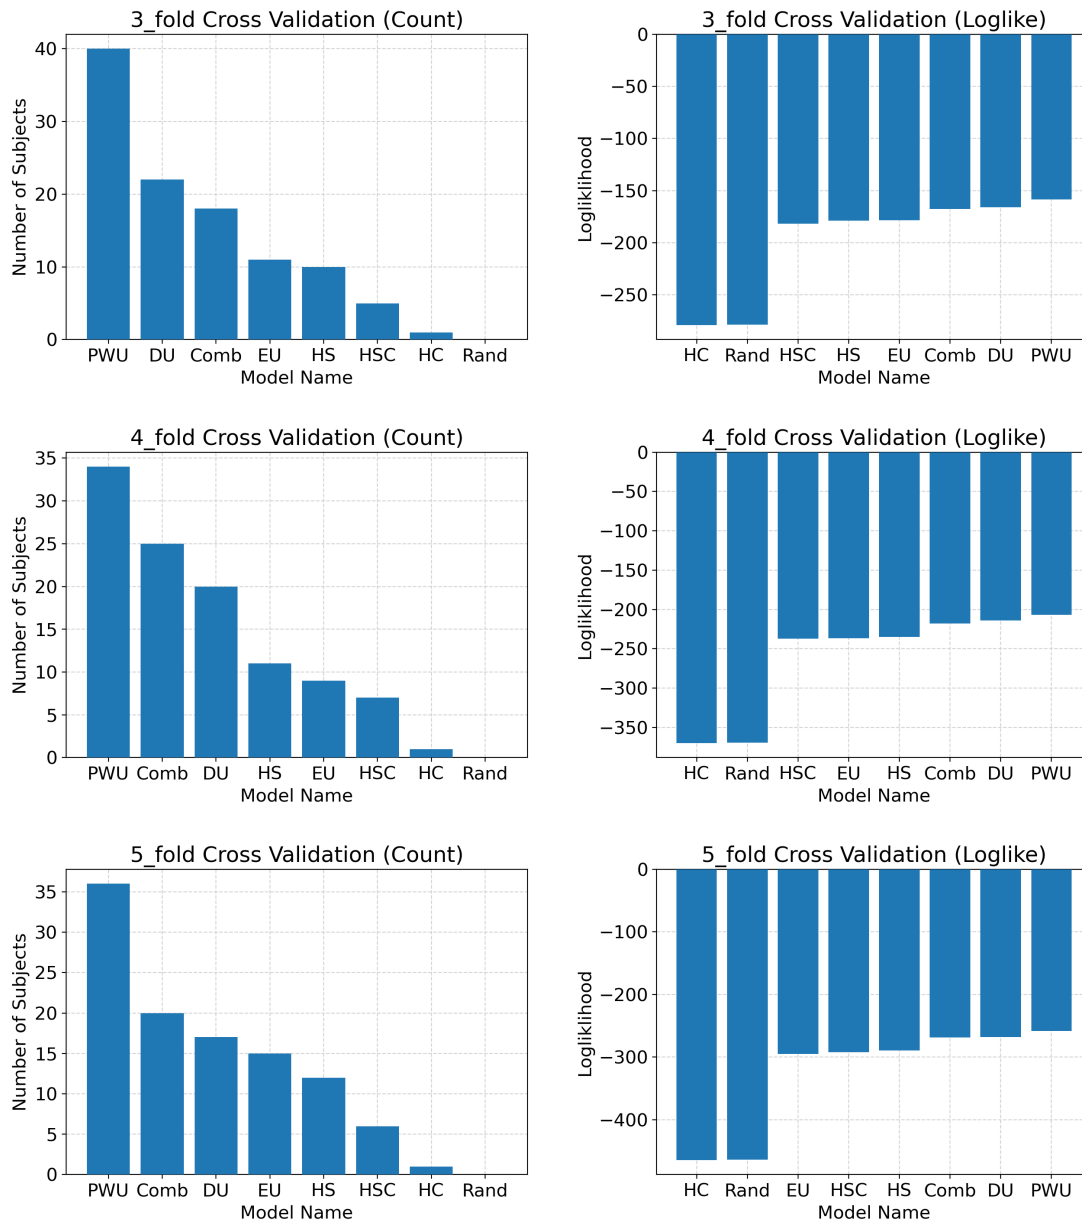 3_fold Cross Validation (Count)
Number of Subjects
40
30
20
10
0
PWU DU Comb EU HS HSC HC Rand
Model Name
3_fold Cross Validation (Loglike)
Logliklihood
0
−50
−100
−150
−200
−250
HC Rand HSC HS EU Comb DU PWU
Model Name
4_fold Cross Validation (Count)
Number of Subjects
35
30
25
20
15
10
5
0
PWU Comb DU HS EU HSC HC Rand
Model Name
4_fold Cross Validation (Loglike)
Logliklihood
0
−50
−100
−150
−200
−250
−300
−350
HC Rand HSC EU HS Comb DU PWU
Model Name
5_fold Cross Validation (Count)
Number of Subjects
35
30
25
20
15
10
5
0
PWU Comb DU EU HS HSC HC Rand
Model Name
5_fold Cross Validation (Loglike)
Logliklihood
0
−100
−200
−300
−400
HC Rand EU HSC HS Comb DU PWU
Model Name